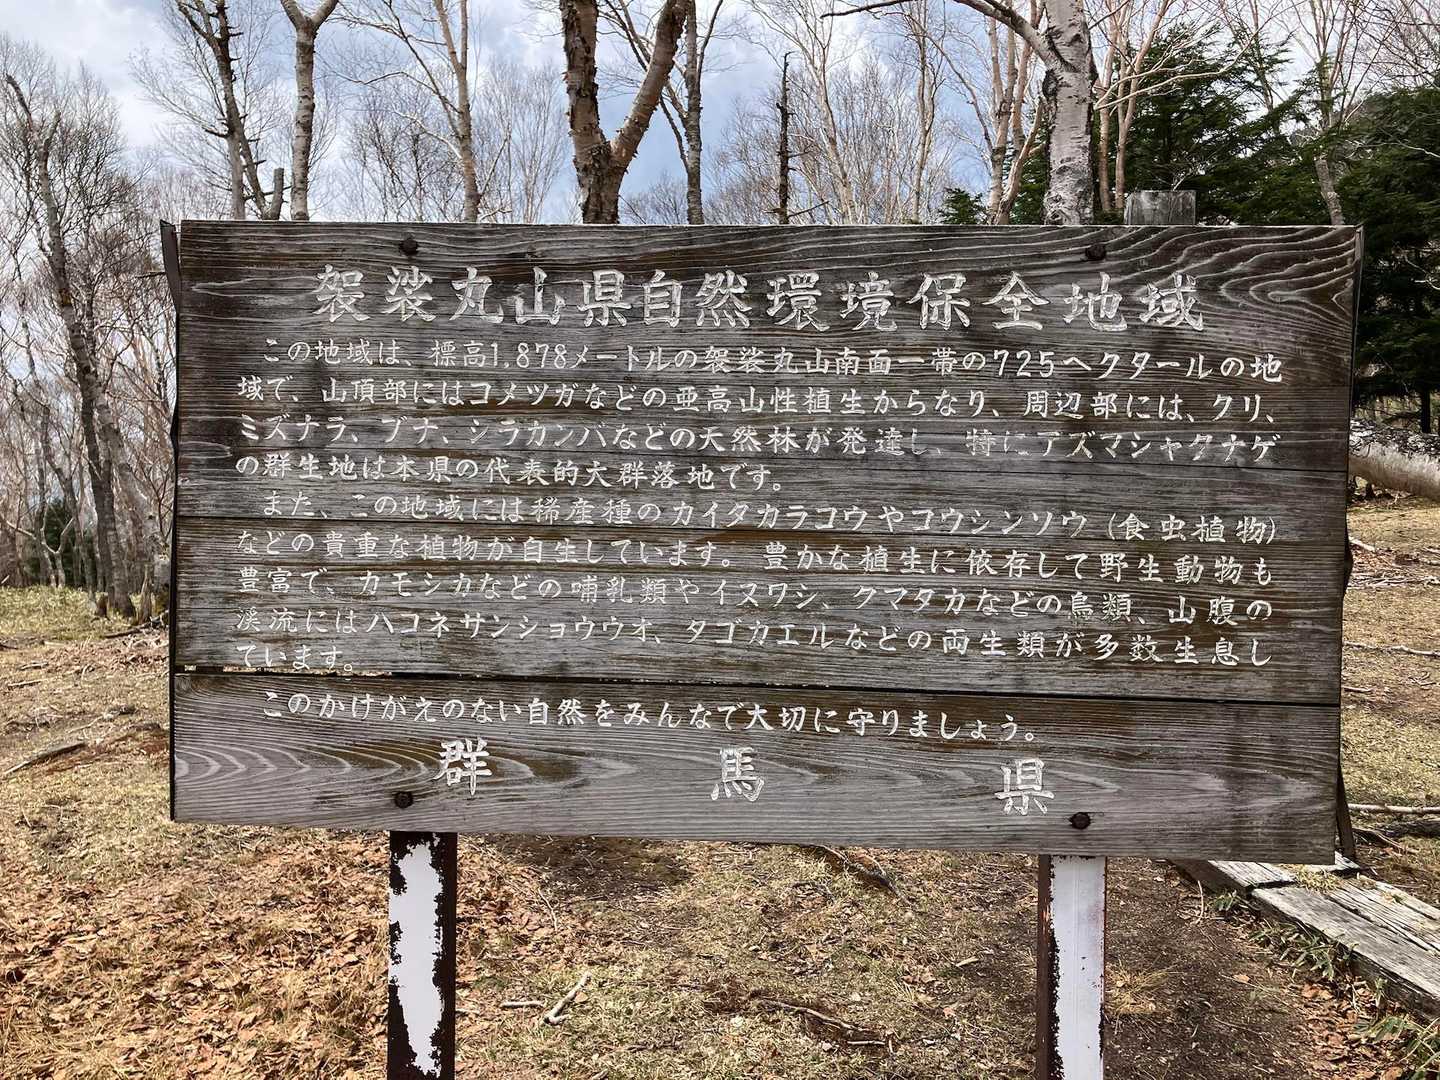 袈裟丸山県自然環境保全地域
この地域は、標高1,878メートルの袈裟丸山南面一帯の725ヘクタールの地
域で、山頂部にはコメツガなどの亜高山性植生からなり、周辺部には、クリ、
ミズナラ、ブナ、シラカンバなどの天然林が発達し、特にアズマシャクナゲ
の群生地は本県の代表的大群落地です。
また、この地域には稀産種のカイタカラコウやコウシンソウ(食虫植物)
などの貴重な植物が自生しています。豊かな植生に依存して野生動物も
豊富で、カモシカなどの哺乳類やイヌワシ、クマタカなどの鳥類、山腹の
渓流にはハコネサンショウウオ、タゴガエルなどの両生類が多数生息し
ています。
このかけがえのない自然をみんなで大切に守りましょう。
群馬県